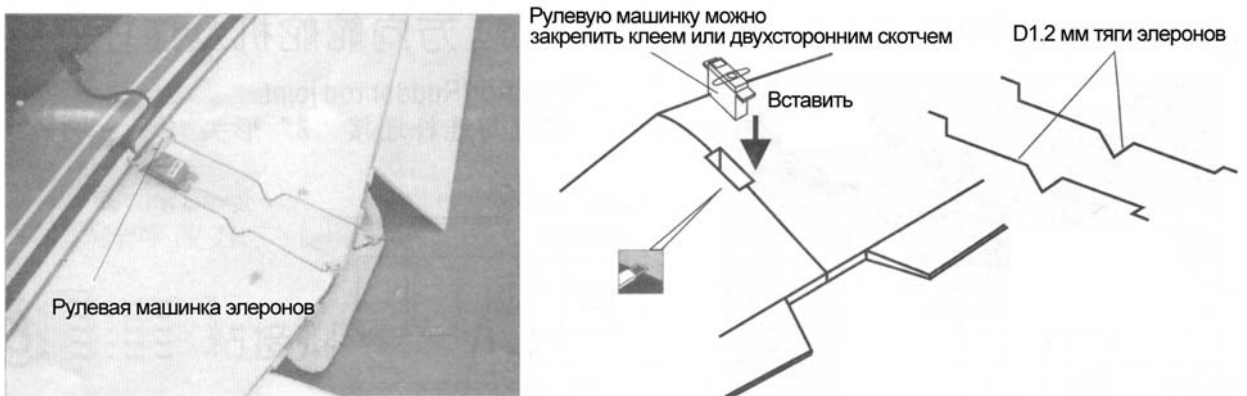 Рулевую машинку можно
закрепить клеем или двухсторонним скотчем
D1.2 мм тяги элеронов
Вставить
Рулевая машинка элеронов